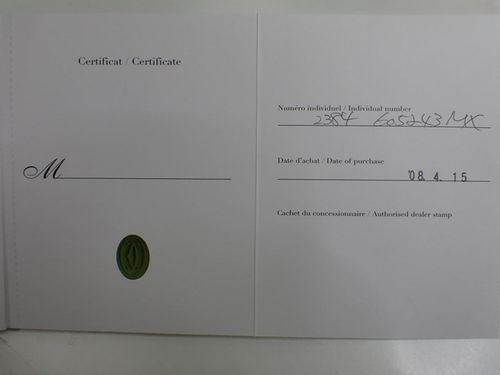 Certificat / Certificate
M
Numéro individuel / Individual number
2384 605243MX
Date d'achat / Date of purchase
'08. 4. 15
Cachet du concessionnaire / Authorised dealer stamp